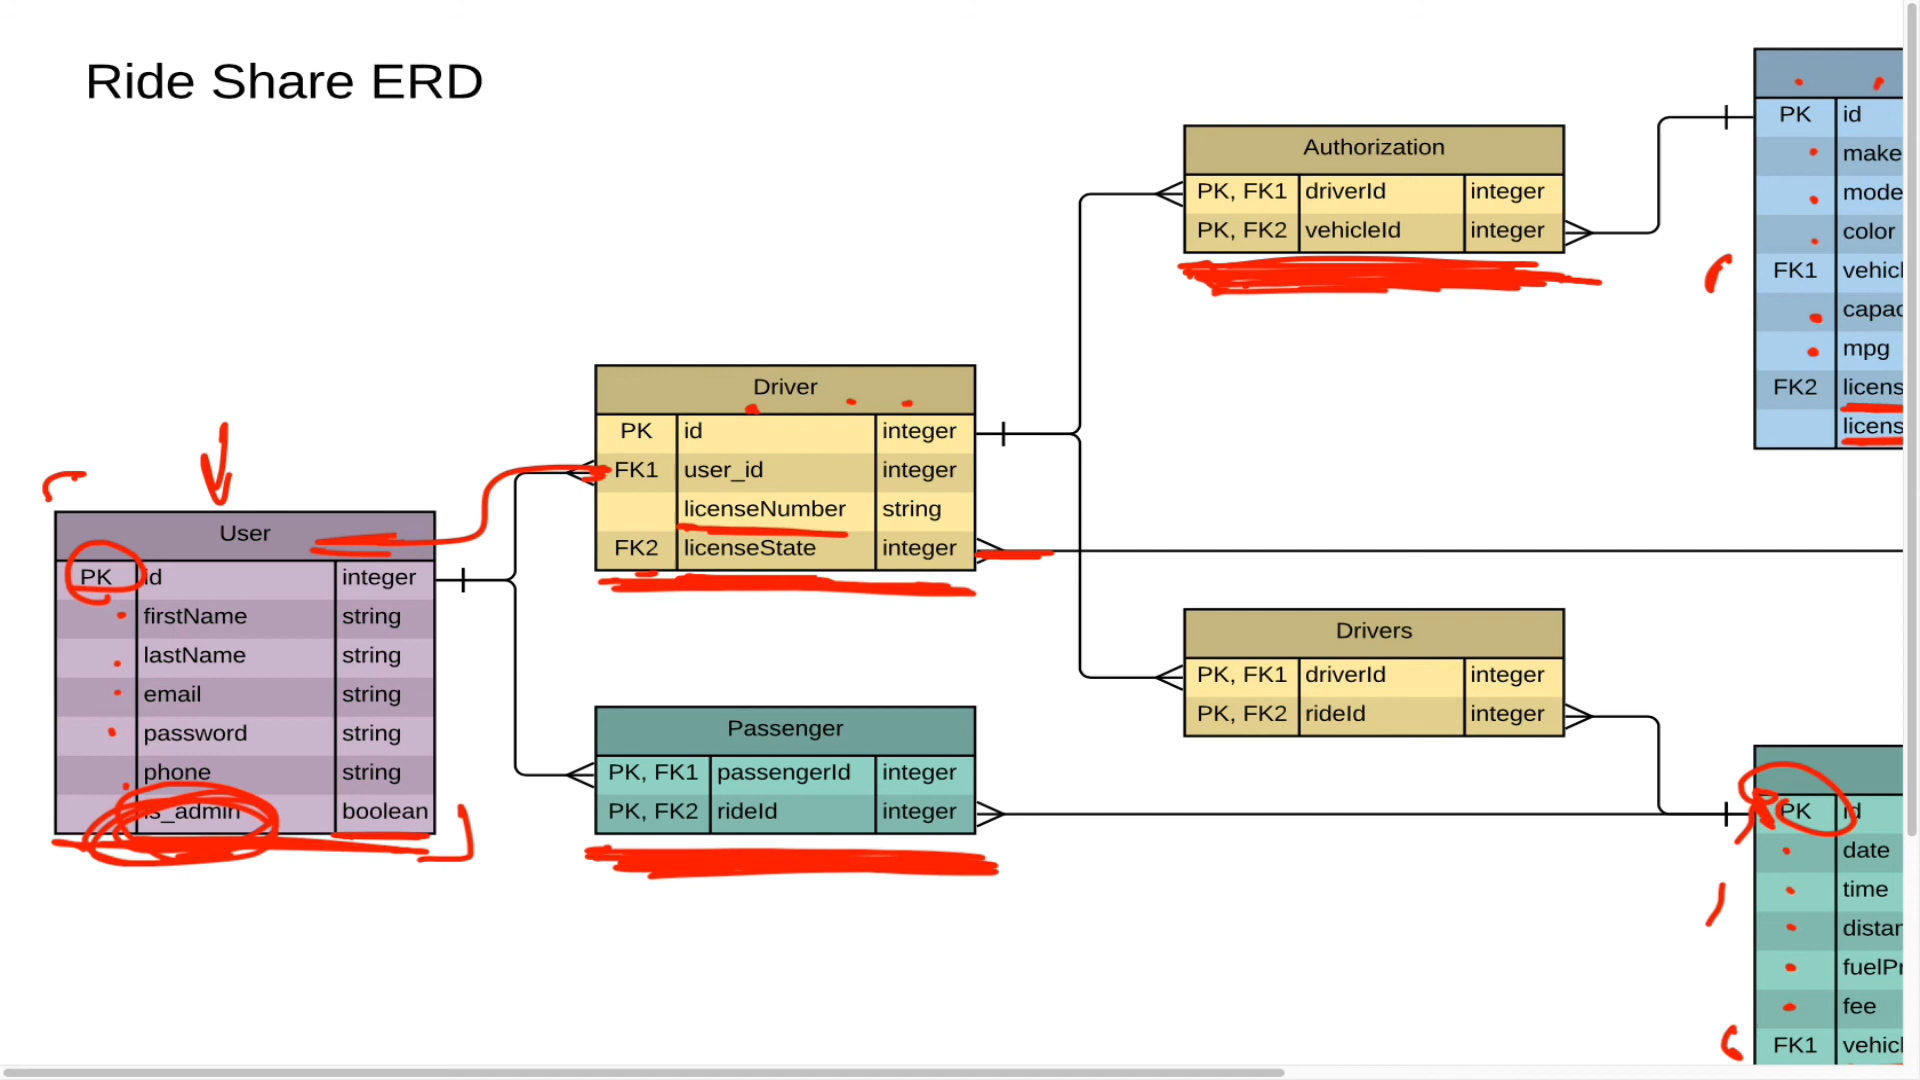 Ride Share ERD
User
PK id integer
firstName string
lastName string
email string
password string
phone string
is_admin boolean
Driver
PK id integer
FK1 user_id integer
licenseNumber string
FK2 licenseState integer
Passenger
PK, FK1 passengerId integer
PK, FK2 rideId integer
Authorization
PK, FK1 driverId integer
PK, FK2 vehicleId integer
Drivers
PK, FK1 driverId integer
PK, FK2 rideId integer
PK id
make
mode
color
FK1 vehicl
capac
mpg
FK2 licens
licens
PK id
date
time
distan
fuelPr
fee
FK1 vehicl